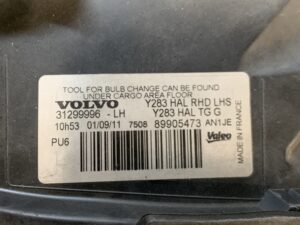 TOOL FOR BULB CHANGE CAN BE FOUND
UNDER CARGO AREA FLOOR
VOLVO Y283 HAL RHD LHS
31299996 - LH Y283 HAL TG G
10h53 01/09/11 7508 89905473 AN1JE
PU6 Valeo
MADE IN FRANCE